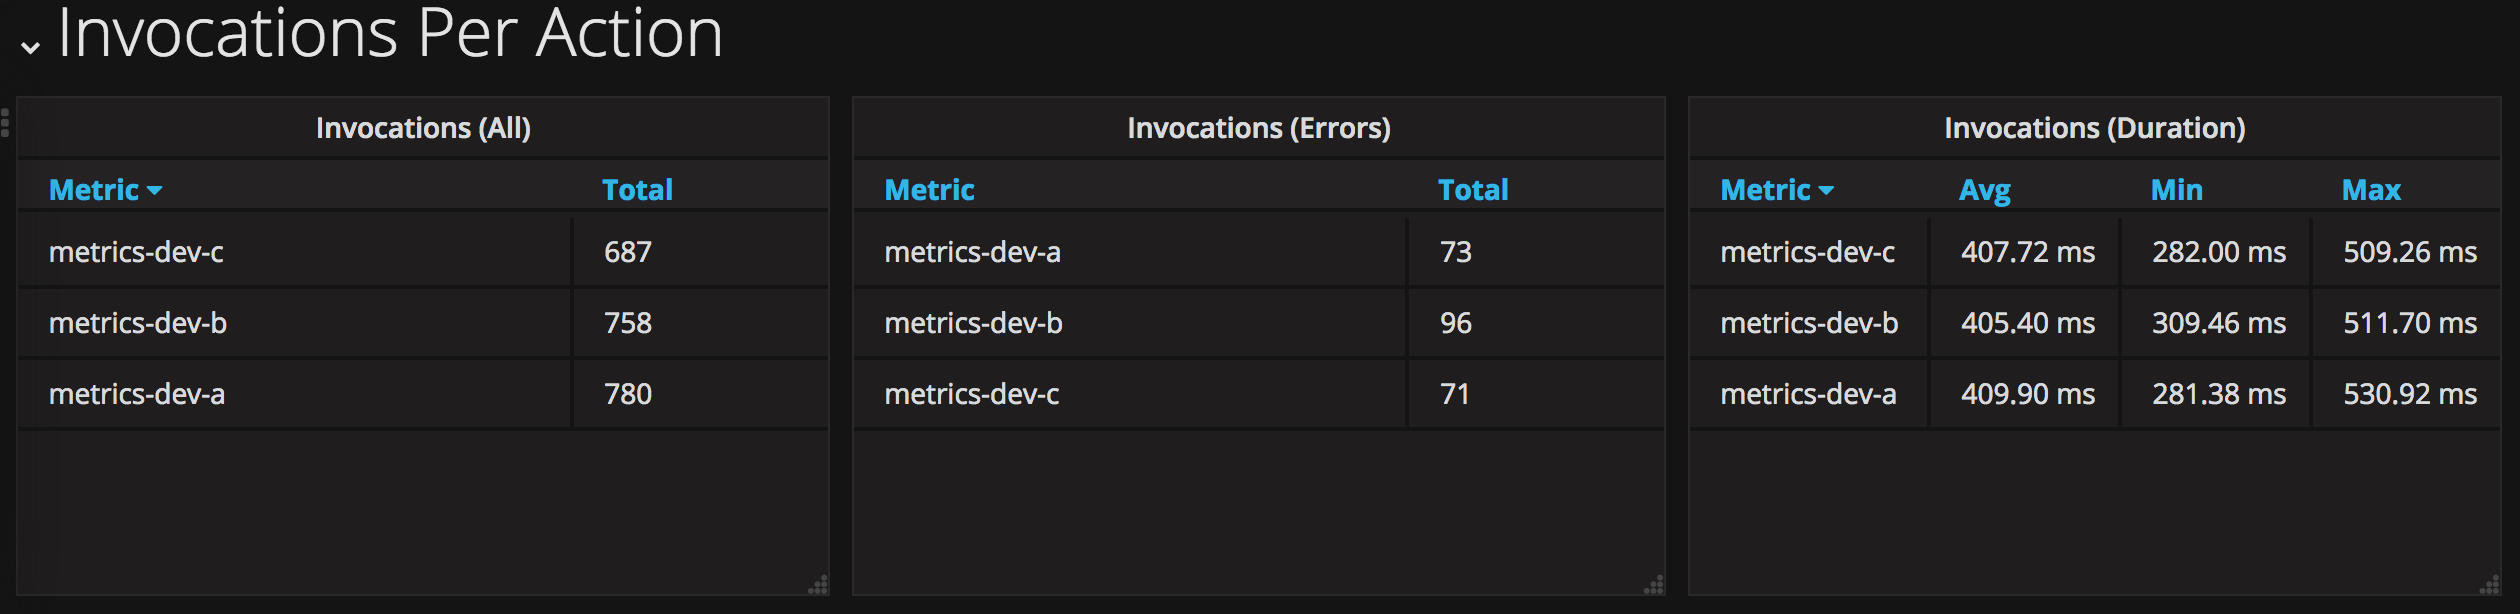 Invocations Per Action
Invocations (All)
Metric Total
metrics-dev-c 687
metrics-dev-b 758
metrics-dev-a 780
Invocations (Errors)
Metric Total
metrics-dev-a 73
metrics-dev-b 96
metrics-dev-c 71
Invocations (Duration)
Metric Avg Min Max
metrics-dev-c 407.72 ms 282.00 ms 509.26 ms
metrics-dev-b 405.40 ms 309.46 ms 511.70 ms
metrics-dev-a 409.90 ms 281.38 ms 530.92 ms